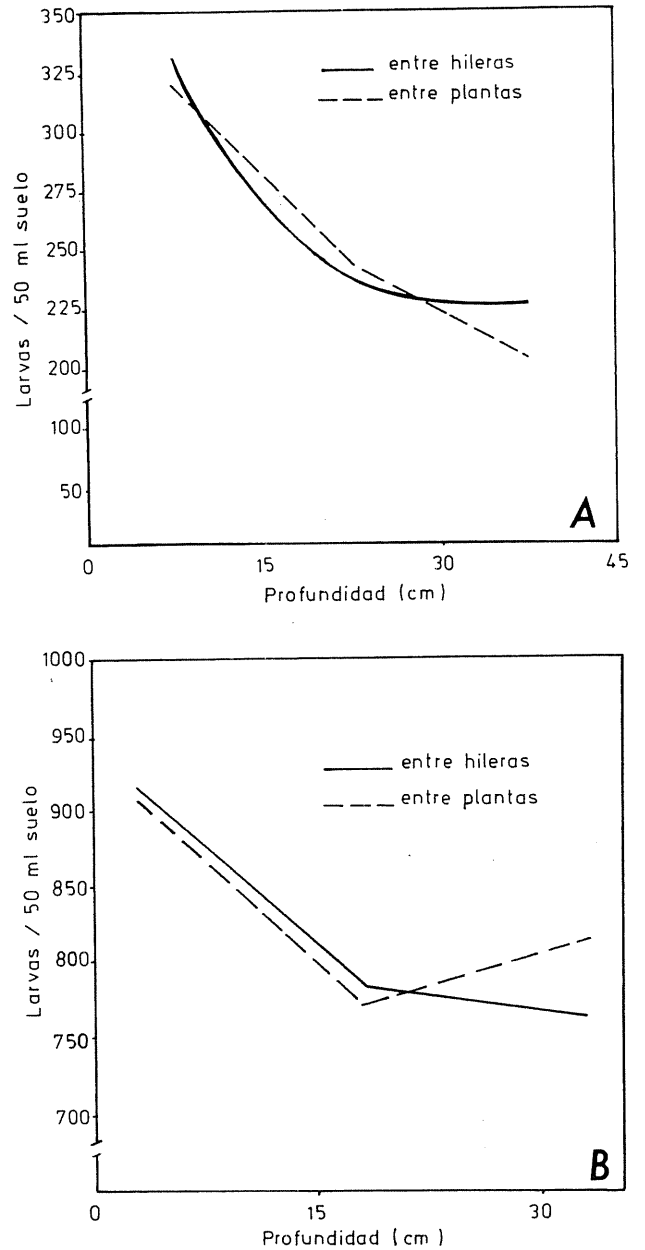 350
325
300
275
250
225
200
100
50
Larvas / 50 ml suelo
entre hileras
entre plantas
A
0 15 30 45
Profundidad (cm)
1000
950
900
850
800
750
700
Larvas / 50 ml suelo
entre hileras
entre plantas
B
0 15 30
Profundidad (cm)